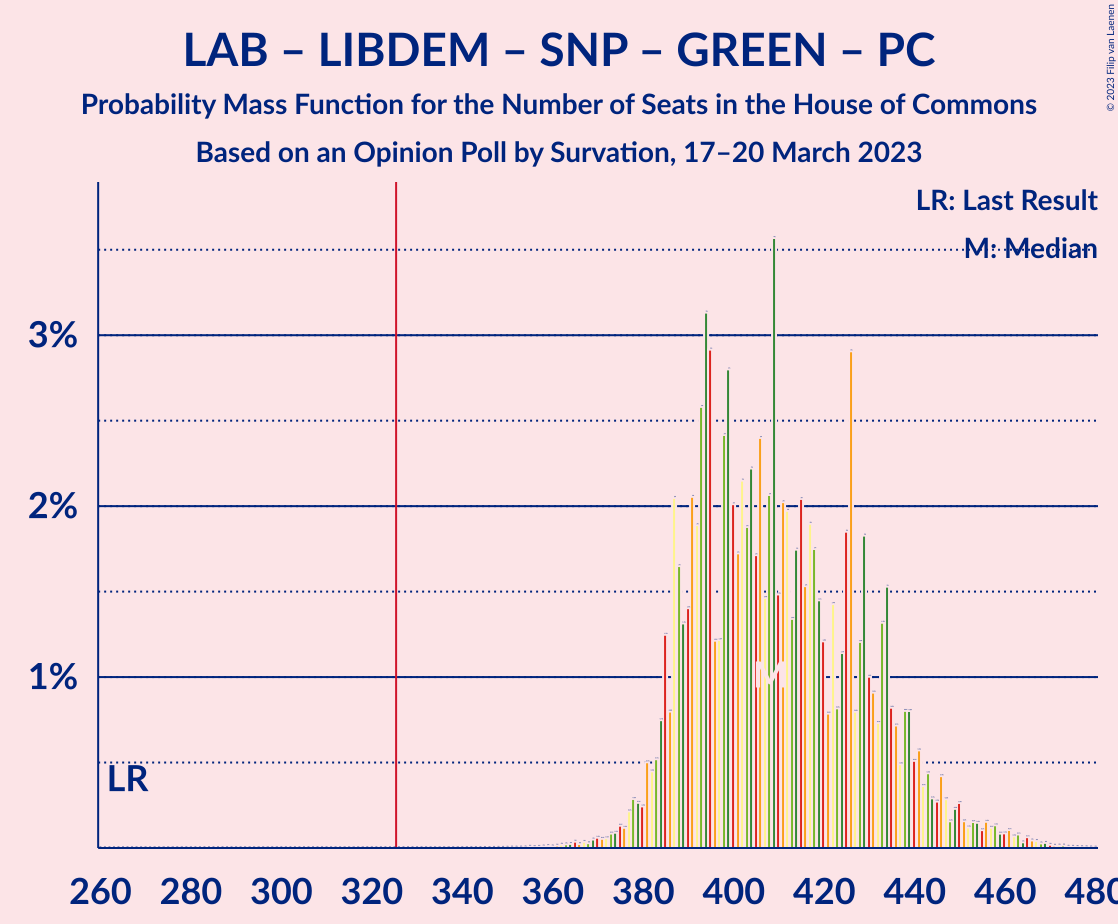 LAB – LIBDEM – SNP – GREEN – PC
Probability Mass Function for the Number of Seats in the House of Commons
Based on an Opinion Poll by Survation, 17–20 March 2023
© 2023 Filip van Laenen
LR: Last Result
M: Median
3%
2%
1%
M
LR
260 280 300 320 340 360 380 400 420 440 460 480